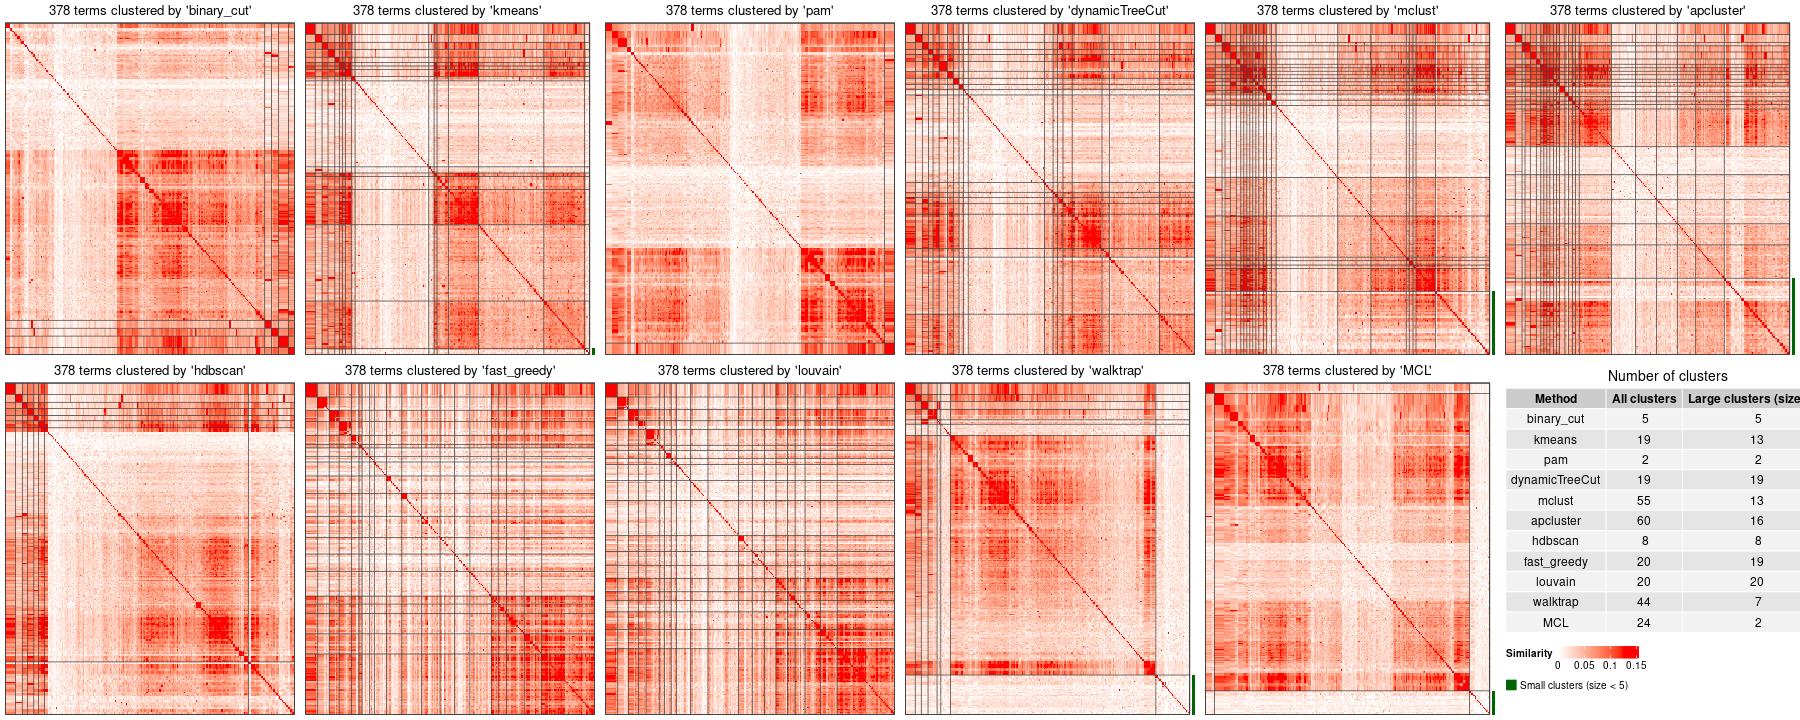 378 terms clustered by 'binary_cut'
378 terms clustered by 'kmeans'
378 terms clustered by 'pam'
378 terms clustered by 'dynamicTreeCut'
378 terms clustered by 'mclust'
378 terms clustered by 'apcluster'
378 terms clustered by 'hdbscan'
378 terms clustered by 'fast_greedy'
378 terms clustered by 'louvain'
378 terms clustered by 'walktrap'
378 terms clustered by 'MCL'
Number of clusters
Method All clusters Large clusters (size
binary_cut 5 5
kmeans 19 13
pam 2 2
dynamicTreeCut 19 19
mclust 55 13
apcluster 60 16
hdbscan 8 8
fast_greedy 20 19
louvain 20 20
walktrap 44 7
MCL 24 2
Similarity
0 0.05 0.1 0.15
Small clusters (size < 5)